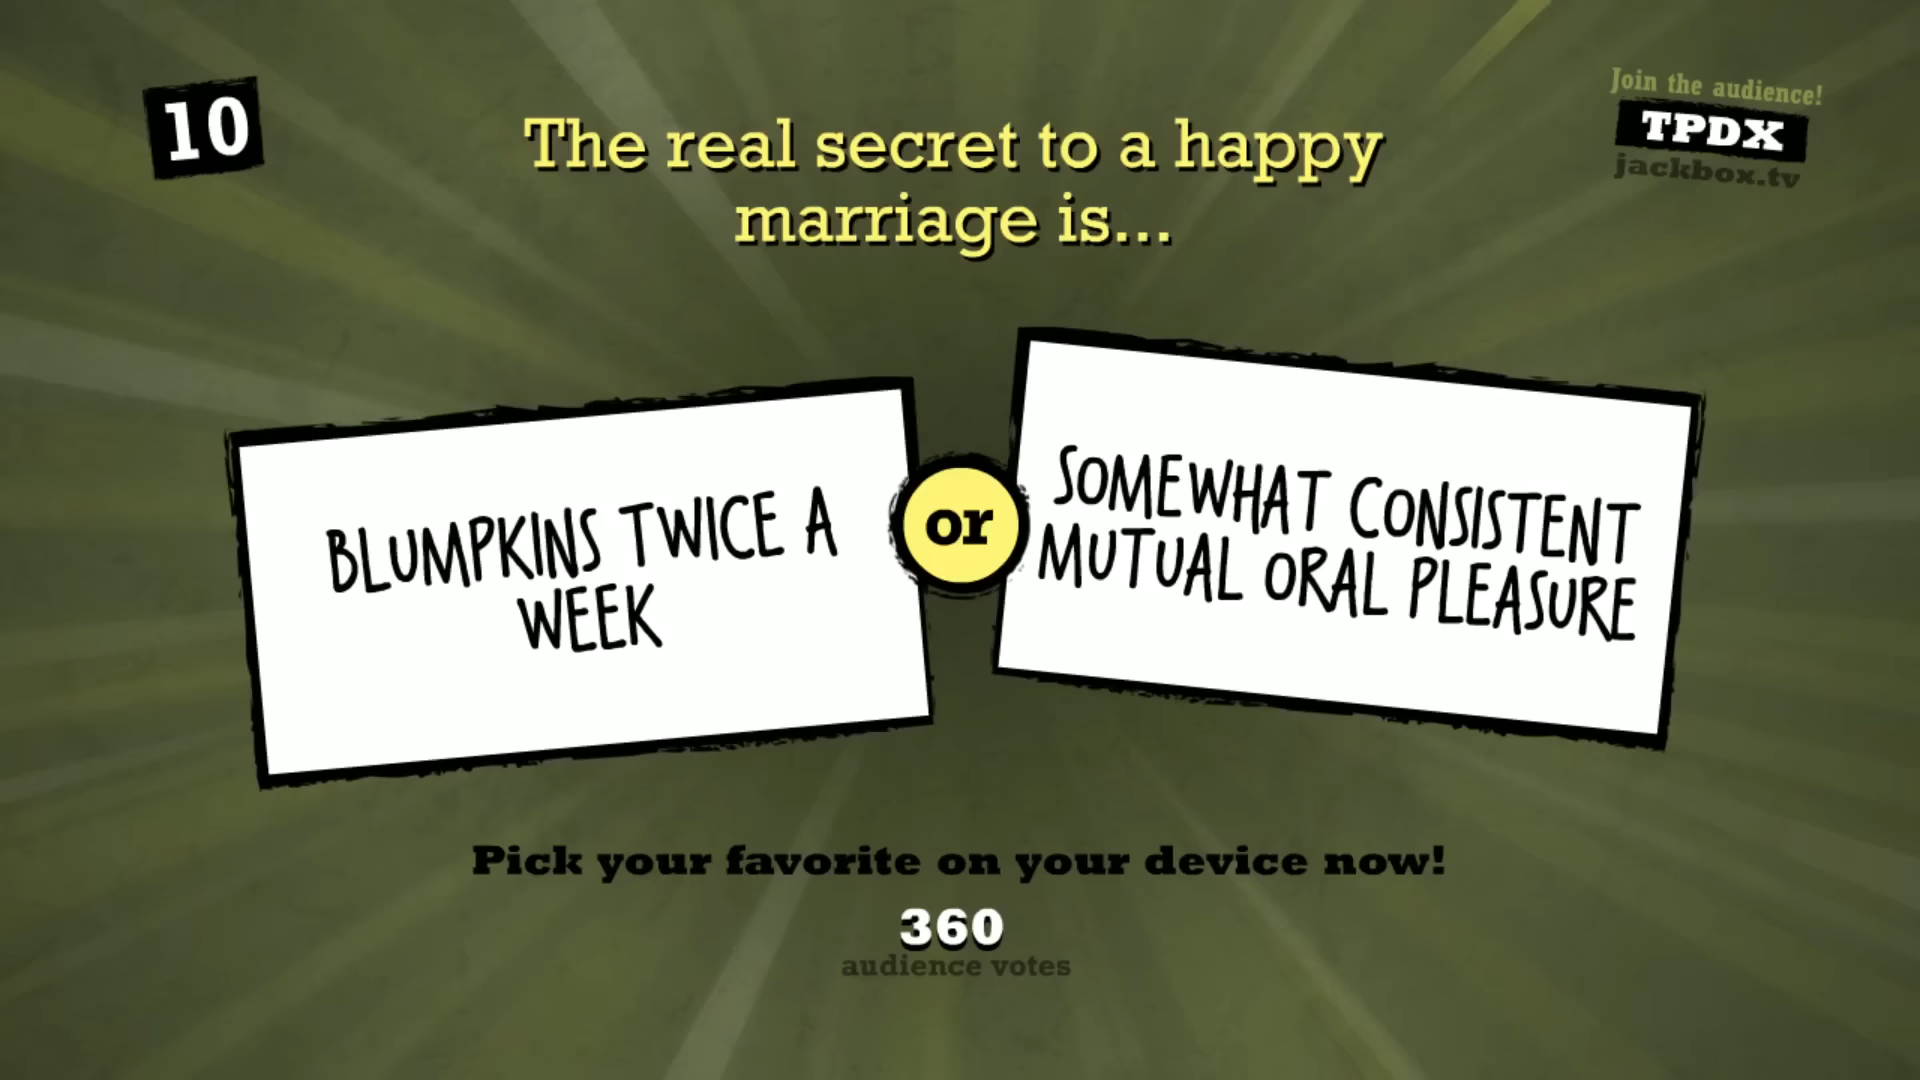 10
The real secret to a happy
marriage is...
Join the audience!
TPDX
jackbox.tv
BLUMPKINS TWICE A
WEEK
or
SOMEWHAT CONSISTENT
MUTUAL ORAL PLEASURE
Pick your favorite on your device now!
360
audience votes